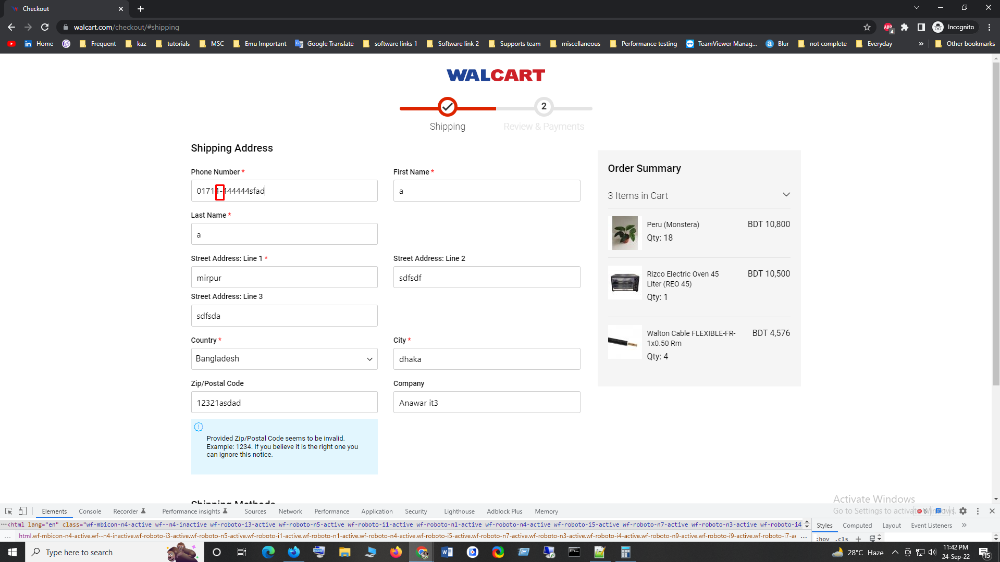 Checkout
walcart.com/checkout/#shipping
Incognito
Home
Frequent
kaz
tutorials
MSC
Emu Important
Google Translate
software links 1
Software link 2
Supports team
miscellaneous
Performance testing
TeamViewer Manag...
Blur
not complete
Everyday
»
Other bookmarks
WALCART
2
Shipping
Review & Payments
Shipping Address
Phone Number *
01714-444444sfad
First Name *
a
Last Name *
a
Street Address: Line 1 *
mirpur
Street Address: Line 2
sdfsdf
Street Address: Line 3
sdfsda
Country *
Bangladesh
City *
dhaka
Zip/Postal Code
12321asdad
Company
Anawar it3
Provided Zip/Postal Code seems to be invalid.
Example: 1234. If you believe it is the right one you
can ignore this notice.
Order Summary
3 Items in Cart
Peru (Monstera)
BDT 10,800
Qty: 18
Rizco Electric Oven 45
Liter (REO 45)
BDT 10,500
Qty: 1
Walton Cable FLEXIBLE-FR-
1x0.50 Rm
BDT 4,576
Qty: 4
Activate Windows
Go to Settings to activate Windows.
Elements
Console
Recorder
Performance insights
Sources
Network
Performance
Application
Security
Lighthouse
Adblock Plus
Memory
6
1
⋯<html lang="en" class="wf-mbicon-n4-active wf--n4-inactive wf-roboto-i3-active wf-roboto-n5-active wf-roboto-i1-active wf-roboto-n1-active wf-roboto-n4-active wf-roboto-i5-active wf-roboto-n7-active wf-roboto-n3-active wf-roboto-i4
... html.wf-mbicon-n4-active.wf--n4-inactive.wf-roboto-i3-active.wf-roboto-n5-active.wf-roboto-i1-active.wf-roboto-n1-active.wf-roboto-n4-active.wf-roboto-i5-active.wf-roboto-n7-active.wf-roboto-n3-active.wf-roboto-i4-active.wf-roboto-n9-active.wf-roboto-i9-active.wf-roboto-i7-ac ...
Styles
Computed
Layout
Event Listeners
»
:hov .cls +
Type here to search
28°C Haze
11:42 PM
24-Sep-22
15